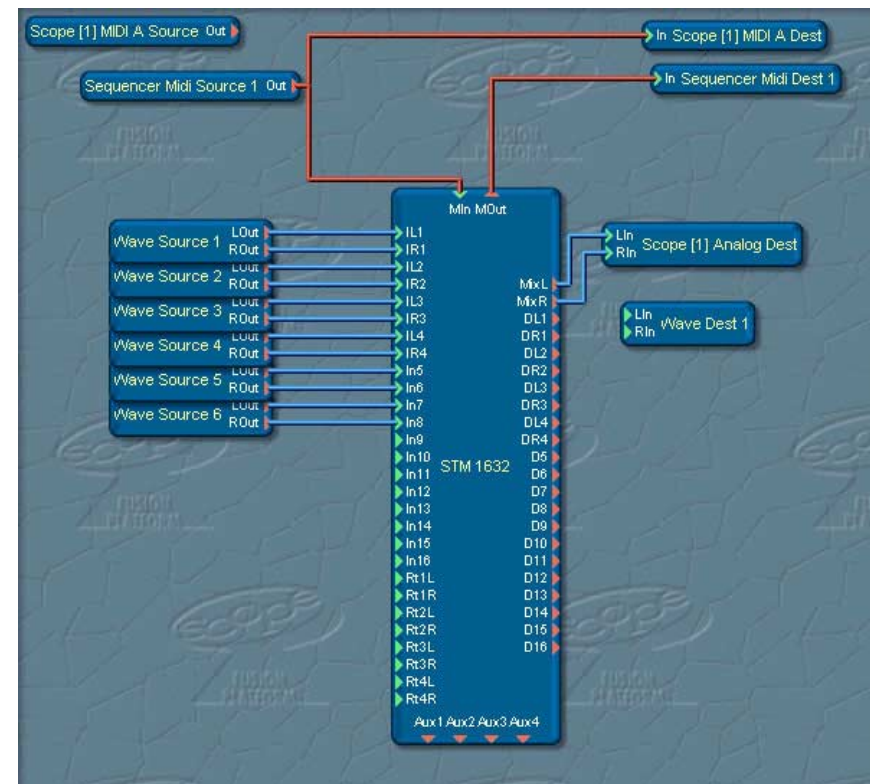 Scope [1] MIDI A Source Out
In Scope [1] MIDI A Dest
Sequencer Midi Source 1 Out
In Sequencer Midi Dest 1
MIn MOut
Wave Source 1 LOut
ROut
Wave Source 2 LOut
ROut
Wave Source 3 LOut
ROut
Wave Source 4 LOut
ROut
Wave Source 5 LOut
ROut
Wave Source 6 LOut
ROut
IL1
IR1
IL2
IR2
IL3
IR3
IL4
IR4
In5
In6
In7
In8
In9
In10
In11
In12
In13
In14
In15
In16
Rt1L
Rt1R
Rt2L
Rt2R
Rt3L
Rt3R
Rt4L
Rt4R
STM 1632
MixL
MixR
DL1
DR1
DL2
DR2
DL3
DR3
DL4
DR4
D5
D6
D7
D8
D9
D10
D11
D12
D13
D14
D15
D16
Aux1 Aux2 Aux3 Aux4
LIn
RIn
Scope [1] Analog Dest
LIn
RIn
Wave Dest 1
SCOPE
FUSION
PLATFORM